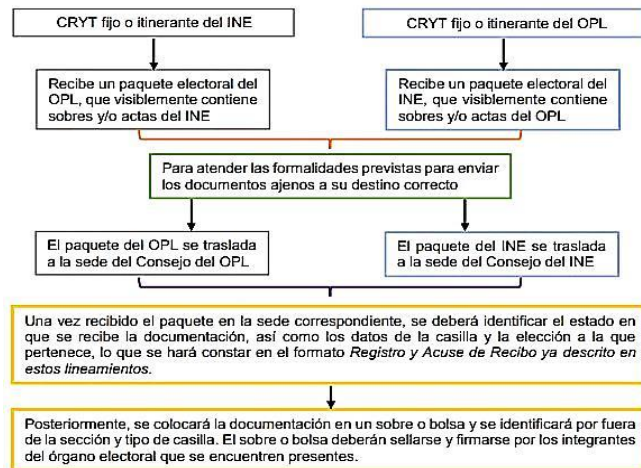 CRYT fijo o itinerante del INE
CRYT fijo o itinerante del OPL
Recibe un paquete electoral del
OPL, que visiblemente contiene
sobres y/o actas del INE
Recibe un paquete electoral del
INE, que visiblemente contiene
sobres y/o actas del OPL
Para atender las formalidades previstas para enviar
los documentos ajenos a su destino correcto
El paquete del OPL se traslada
a la sede del Consejo del OPL
El paquete del INE se traslada
a la sede del Consejo del INE
Una vez recibido el paquete en la sede correspondiente, se deberá identificar el estado en
que se recibe la documentación, así como los datos de la casilla y la elección a la que
pertenece, lo que se hará constar en el formato Registro y Acuse de Recibo ya descrito en
estos lineamientos.
Posteriormente, se colocará la documentación en un sobre o bolsa y se identificará por fuera
de la sección y tipo de casilla. El sobre o bolsa deberán sellarse y firmarse por los integrantes
del órgano electoral que se encuentren presentes.